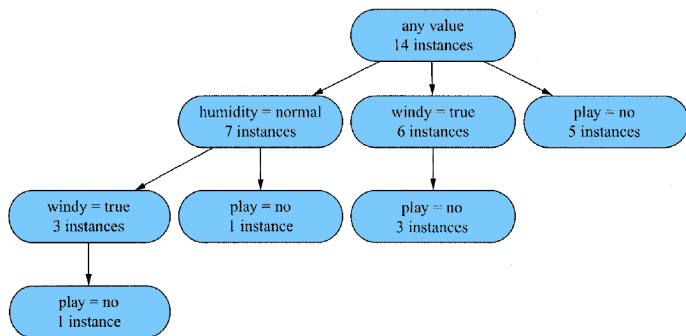 any value
14 instances
humidity = normal
7 instances
windy = true
6 instances
play = no
5 instances
windy = true
3 instances
play = no
1 instance
play = no
3 instances
play = no
1 instance